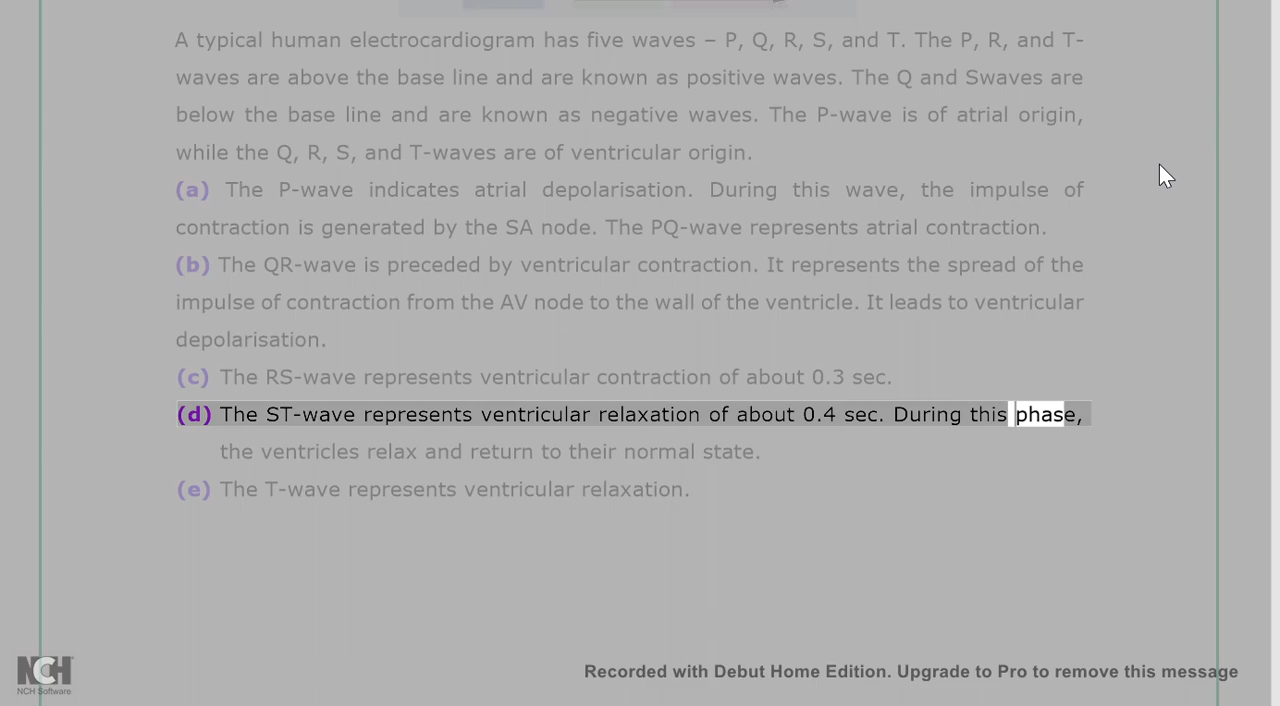 A typical human electrocardiogram has five waves – P, Q, R, S, and T. The P, R, and T-
waves are above the base line and are known as positive waves. The Q and Swaves are
below the base line and are known as negative waves. The P-wave is of atrial origin,
while the Q, R, S, and T-waves are of ventricular origin.
(a) The P-wave indicates atrial depolarisation. During this wave, the impulse of
contraction is generated by the SA node. The PQ-wave represents atrial contraction.
(b) The QR-wave is preceded by ventricular contraction. It represents the spread of the
impulse of contraction from the AV node to the wall of the ventricle. It leads to ventricular
depolarisation.
(c) The RS-wave represents ventricular contraction of about 0.3 sec.
(d) The ST-wave represents ventricular relaxation of about 0.4 sec. During this phase,
the ventricles relax and return to their normal state.
(e) The T-wave represents ventricular relaxation.
NCH
NCH Software
Recorded with Debut Home Edition. Upgrade to Pro to remove this message